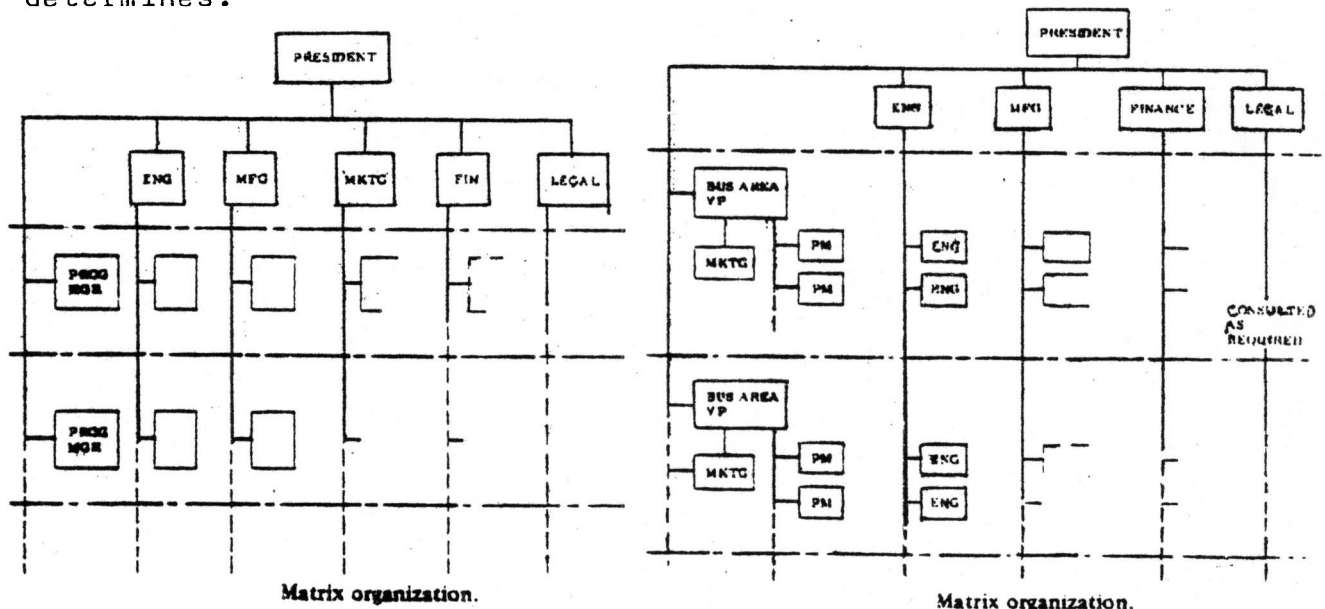 determines.
PRESIDENT
ENG MFG MKTG FIN LEGAL
PROG
MGR
PROG
MGR
Matrix organization.
PRESIDENT
ENG MFG FINANCE LEGAL
BUS AREA
VP
MKTG
PM
PM
ENG
ENG
CONSULTED
AS
REQUIRED
BUS AREA
VP
MKTG
PM
PM
ENG
ENG
Matrix organization.